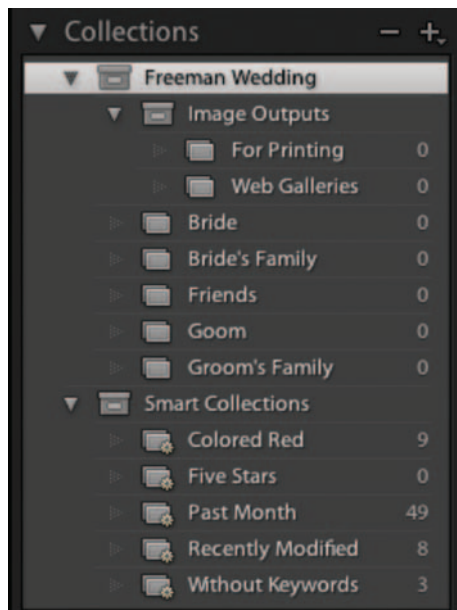 Collections
Freeman Wedding
Image Outputs
For Printing 0
Web Galleries 0
Bride 0
Bride's Family 0
Friends 0
Goom 0
Groom's Family 0
Smart Collections
Colored Red 9
Five Stars 0
Past Month 49
Recently Modified 8
Without Keywords 3